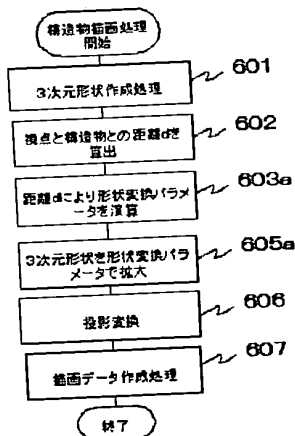 構造物描画処理
開始
601
3次元形状作成処理
602
視点と構造物との距離dを
算出
603a
距離dにより形状変換パラメ
ータを演算
605a
3次元形状を形状変換パラ
メータで拡大
606
投影変換
607
描画データ作成処理
終了